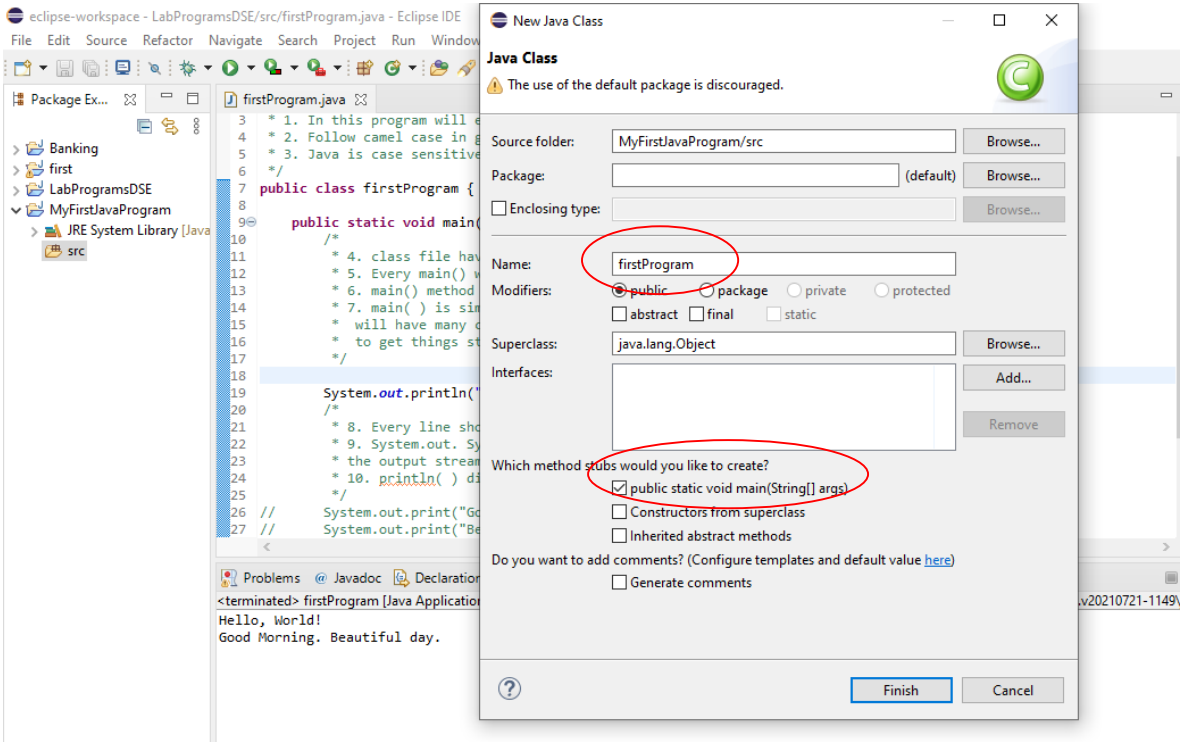 eclipse-workspace - LabProgramsDSE/src/firstProgram.java - Eclipse IDE
File Edit Source Refactor Navigate Search Project Run Window
Package Ex...
Banking
first
LabProgramsDSE
MyFirstJavaProgram
JRE System Library [Java
src
firstProgram.java
3 * 1. In this program will
4 * 2. Follow camel case in
5 * 3. Java is case sensitive
6 */
7 public class firstProgram {
8
9 public static void main(
10 /*
11 * 4. class file hav
12 * 5. Every main()
13 * 6. main() method
14 * 7. main( ) is sim
15 * will have many
16 * to get things st
17 */
18
19 System.out.println("
20 /*
21 * 8. Every line sho
22 * 9. System.out. Sy
23 * the output stream
24 * 10. println( ) di
25 */
26 // System.out.print("Go
27 // System.out.print("Be
Problems @ Javadoc Declaration
<terminated> firstProgram [Java Application
.v20210721-1149\
Hello, World!
Good Morning. Beautiful day.
New Java Class
Java Class
The use of the default package is discouraged.
C
Source folder: MyFirstJavaProgram/src Browse...
Package: (default) Browse...
Enclosing type: Browse...
Name: firstProgram
Modifiers: public package private protected
abstract final static
Superclass: java.lang.Object Browse...
Interfaces: Add...
Remove
Which method stubs would you like to create?
public static void main(String[] args)
Constructors from superclass
Inherited abstract methods
Do you want to add comments? (Configure templates and default value here)
Generate comments
? Finish Cancel